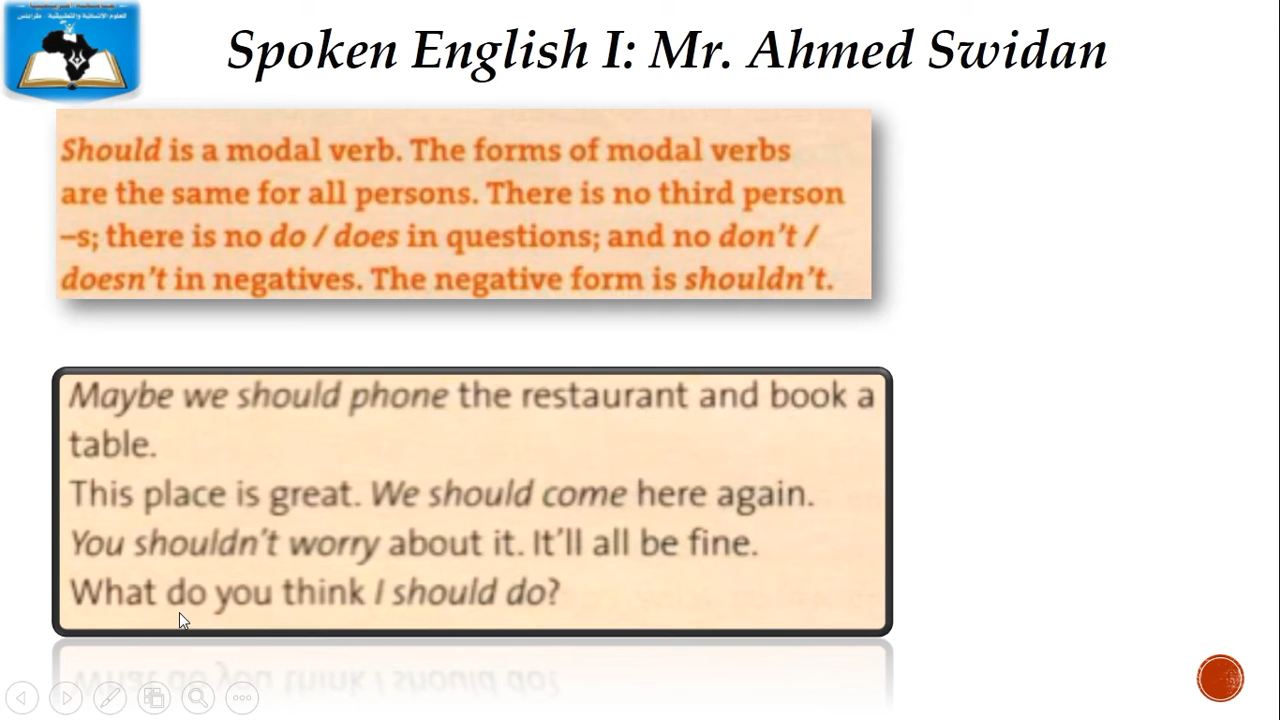 للعلوم الإنسانية والتطبيقية - طرابلس
Spoken English I: Mr. Ahmed Swidan
Should is a modal verb. The forms of modal verbs
are the same for all persons. There is no third person
–s; there is no do / does in questions; and no don't /
doesn't in negatives. The negative form is shouldn't.
Maybe we should phone the restaurant and book a
table.
This place is great. We should come here again.
You shouldn't worry about it. It'll all be fine.
What do you think I should do?